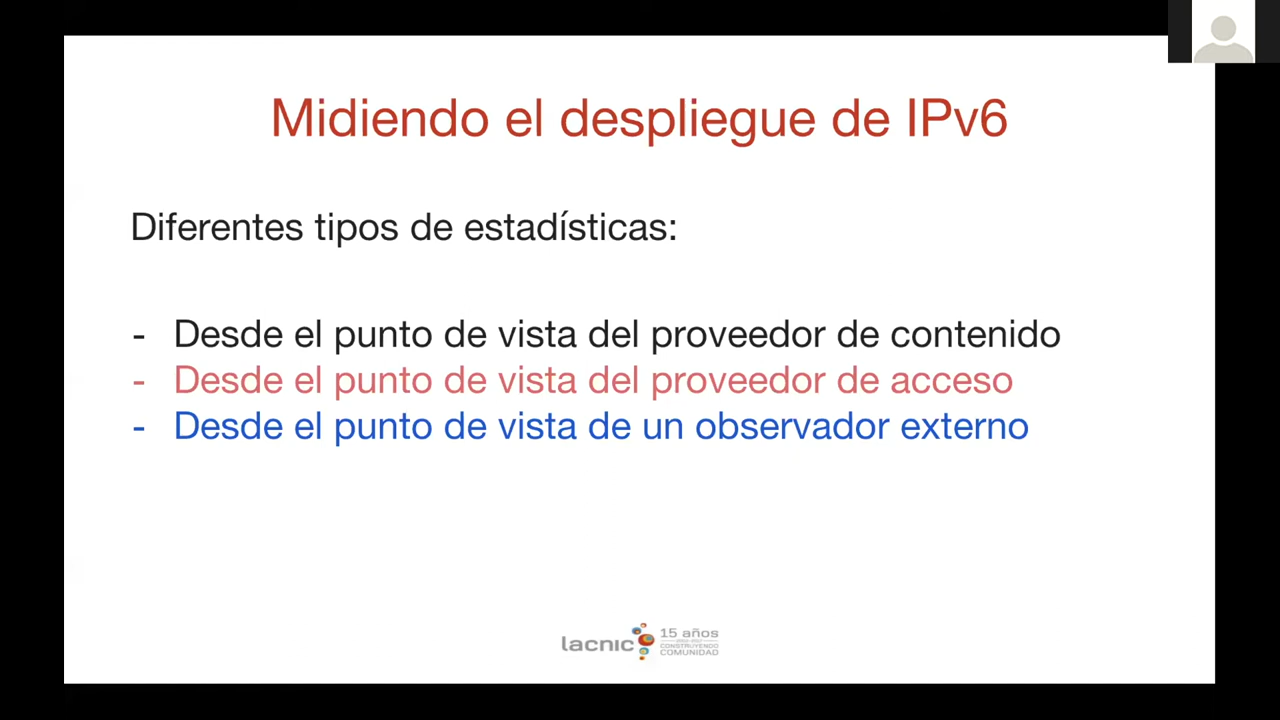 Midiendo el despliegue de IPv6
Diferentes tipos de estadísticas:
- Desde el punto de vista del proveedor de contenido
- Desde el punto de vista del proveedor de acceso
- Desde el punto de vista de un observador externo
lacnic
15 años
CONSTRUYENDO
COMUNIDAD